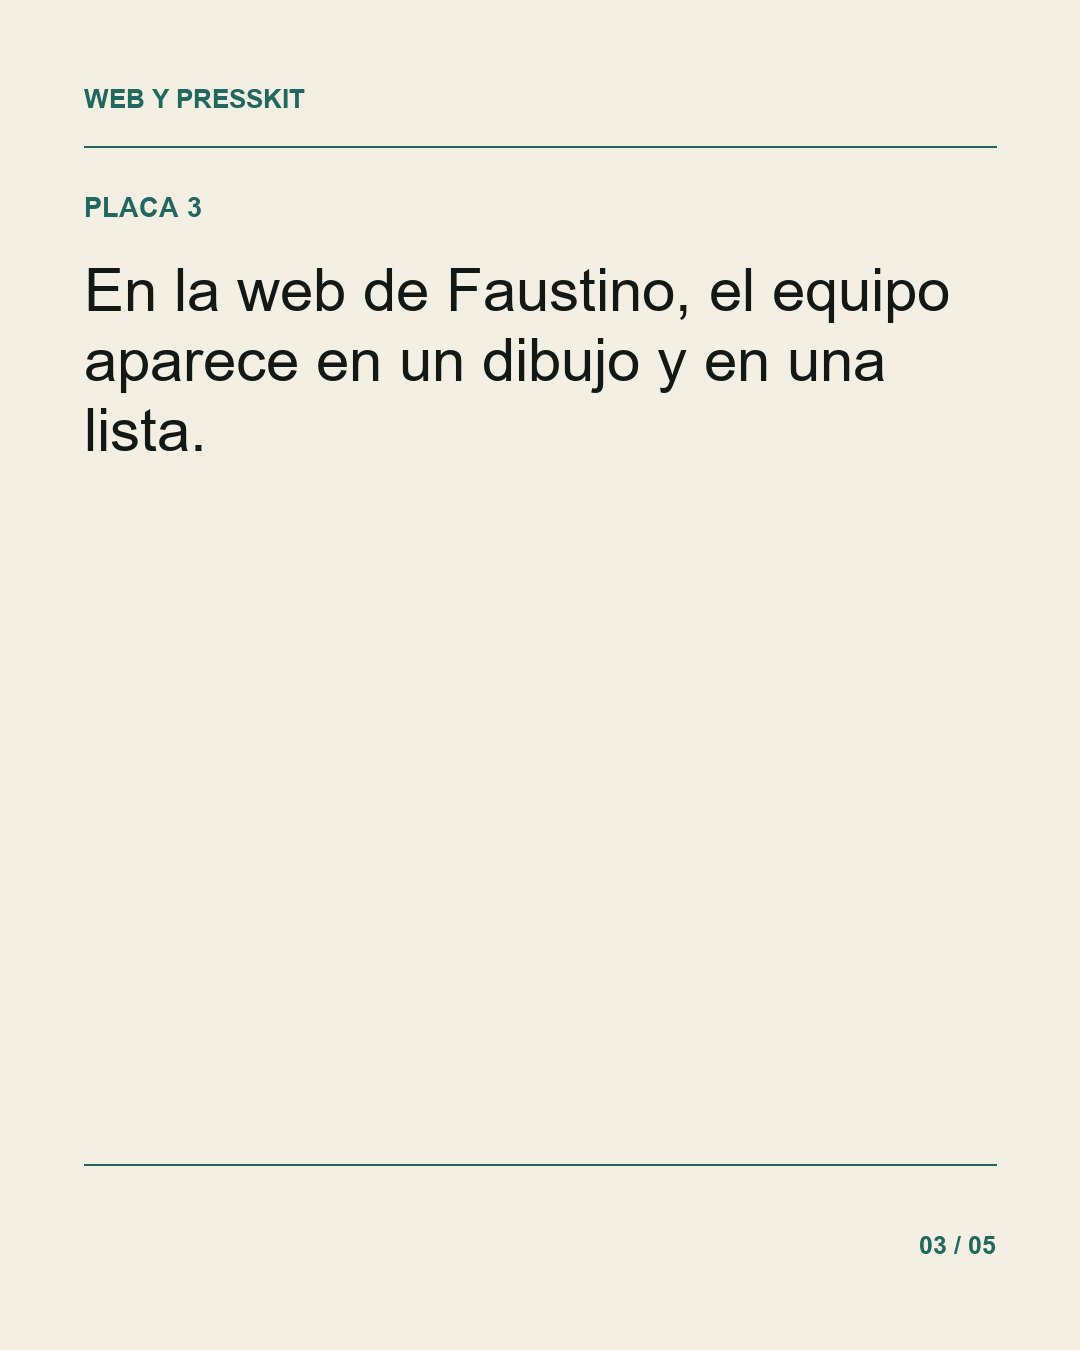 WEB Y PRESSKIT
PLACA 3
En la web de Faustino, el equipo
aparece en un dibujo y en una
lista.
03 / 05